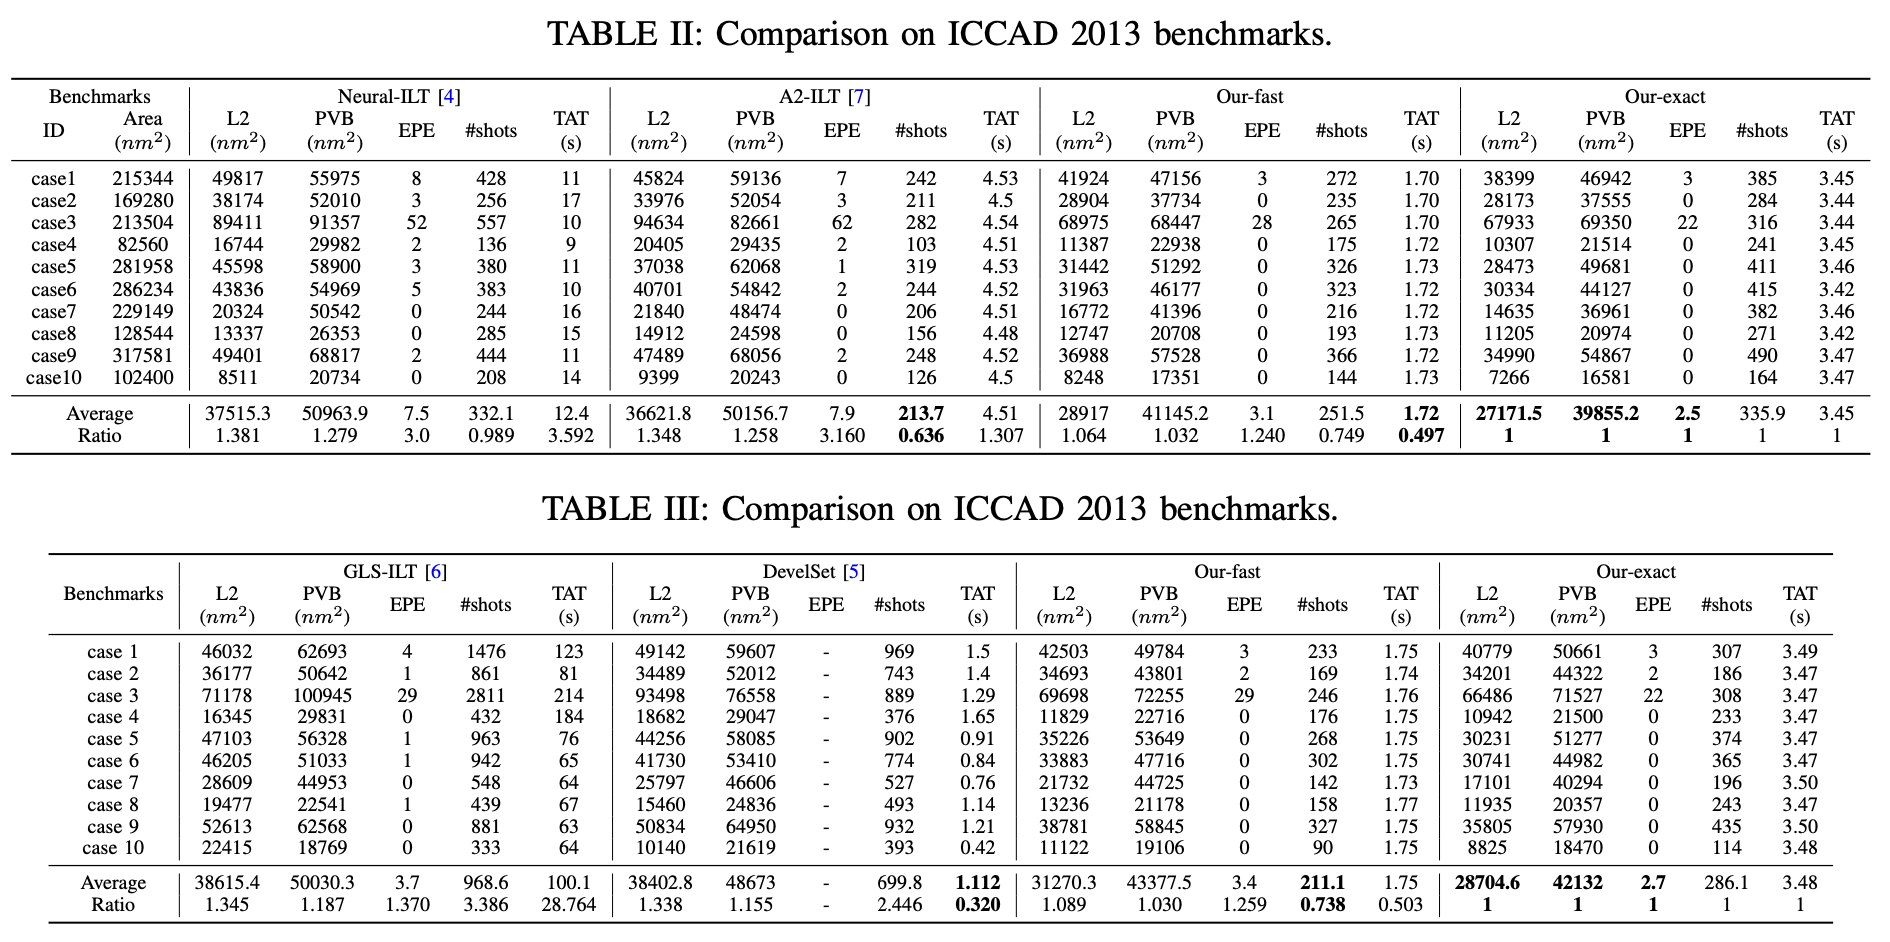 TABLE II: Comparison on ICCAD 2013 benchmarks.
Benchmarks Neural-ILT [4] A2-ILT [7] Our-fast Our-exact
ID Area (nm²) L2 (nm²) PVB (nm²) EPE #shots TAT (s) L2 (nm²) PVB (nm²) EPE #shots TAT (s) L2 (nm²) PVB (nm²) EPE #shots TAT (s) L2 (nm²) PVB (nm²) EPE #shots TAT (s)
case1 215344 49817 55975 8 428 11 45824 59136 7 242 4.53 41924 47156 3 272 1.70 38399 46942 3 385 3.45
case2 169280 38174 52010 3 256 17 33976 52054 3 211 4.5 28904 37734 0 235 1.70 28173 37555 0 284 3.44
case3 213504 89411 91357 52 557 10 94634 82661 62 282 4.54 68975 68447 28 265 1.70 67933 69350 22 316 3.44
case4 82560 16744 29982 2 136 9 20405 29435 2 103 4.51 11387 22938 0 175 1.72 10307 21514 0 241 3.45
case5 281958 45598 58900 3 380 11 37038 62068 1 319 4.53 31442 51292 0 326 1.73 28473 49681 0 411 3.46
case6 286234 43836 54969 5 383 10 40701 54842 2 244 4.52 31963 46177 0 323 1.72 30334 44127 0 415 3.42
case7 229149 20324 50542 0 244 16 21840 48474 0 206 4.51 16772 41396 0 216 1.72 14635 36961 0 382 3.46
case8 128544 13337 26353 0 285 15 14912 24598 0 156 4.48 12747 20708 0 193 1.73 11205 20974 0 271 3.42
case9 317581 49401 68817 2 444 11 47489 68056 2 248 4.52 36988 57528 0 366 1.72 34990 54867 0 490 3.47
case10 102400 8511 20734 0 208 14 9399 20243 0 126 4.5 8248 17351 0 144 1.73 7266 16581 0 164 3.47
Average 37515.3 50963.9 7.5 332.1 12.4 36621.8 50156.7 7.9 213.7 4.51 28917 41145.2 3.1 251.5 1.72 27171.5 39855.2 2.5 335.9 3.45
Ratio 1.381 1.279 3.0 0.989 3.592 1.348 1.258 3.160 0.636 1.307 1.064 1.032 1.240 0.749 0.497 1 1 1 1 1
TABLE III: Comparison on ICCAD 2013 benchmarks.
Benchmarks GLS-ILT [6] DevelSet [5] Our-fast Our-exact
L2 (nm²) PVB (nm²) EPE #shots TAT (s) L2 (nm²) PVB (nm²) EPE #shots TAT (s) L2 (nm²) PVB (nm²) EPE #shots TAT (s) L2 (nm²) PVB (nm²) EPE #shots TAT (s)
case 1 46032 62693 4 1476 123 49142 59607 - 969 1.5 42503 49784 3 233 1.75 40779 50661 3 307 3.49
case 2 36177 50642 1 861 81 34489 52012 - 743 1.4 34693 43801 2 169 1.74 34201 44322 2 186 3.47
case 3 71178 100945 29 2811 214 93498 76558 - 889 1.29 69698 72255 29 246 1.76 66486 71527 22 308 3.47
case 4 16345 29831 0 432 184 18682 29047 - 376 1.65 11829 22716 0 176 1.75 10942 21500 0 233 3.47
case 5 47103 56328 1 963 76 44256 58085 - 902 0.91 35226 53649 0 268 1.75 30231 51277 0 374 3.47
case 6 46205 51033 1 942 65 41730 53410 - 774 0.84 33883 47716 0 302 1.75 30741 44982 0 365 3.47
case 7 28609 44953 0 548 64 25797 46606 - 527 0.76 21732 44725 0 142 1.73 17101 40294 0 196 3.50
case 8 19477 22541 1 439 67 15460 24836 - 493 1.14 13236 21178 0 158 1.77 11935 20357 0 243 3.47
case 9 52613 62568 0 881 63 50834 64950 - 932 1.21 38781 58845 0 327 1.75 35805 57930 0 435 3.50
case 10 22415 18769 0 333 64 10140 21619 - 393 0.42 11122 19106 0 90 1.75 8825 18470 0 114 3.48
Average 38615.4 50030.3 3.7 968.6 100.1 38402.8 48673 - 699.8 1.112 31270.3 43377.5 3.4 211.1 1.75 28704.6 42132 2.7 286.1 3.48
Ratio 1.345 1.187 1.370 3.386 28.764 1.338 1.155 - 2.446 0.320 1.089 1.030 1.259 0.738 0.503 1 1 1 1 1